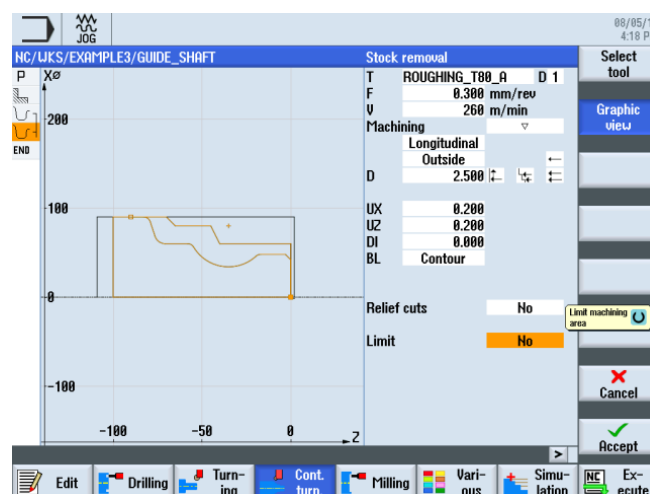 JOG
08/05/1
4:18 P
NC/WKS/EXAMPLE3/GUIDE_SHAFT
Stock removal
Select
tool
P
X⌀
T ROUGHING_T80_A D 1
F 0.300 mm/rev
V 260 m/min
Machining ▽
Graphic
view
200
END
Longitudinal
Outside ←
D 2.500
100
UX 0.200
UZ 0.200
DI 0.000
BL Contour
0
Relief cuts No
Limit machining
area
Limit No
-100
Cancel
-100 -50 0 Z
Accept
>
Edit
Drilling
Turn-
ing
Cont.
turn
Milling
Vari-
ous
Simu-
lation
NC Ex-
ecute